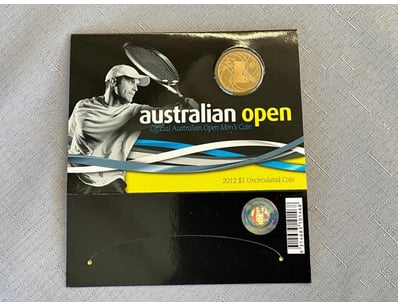 australian open
Official Australian Open Men's Coin
2012 $1 Uncirculated Coin